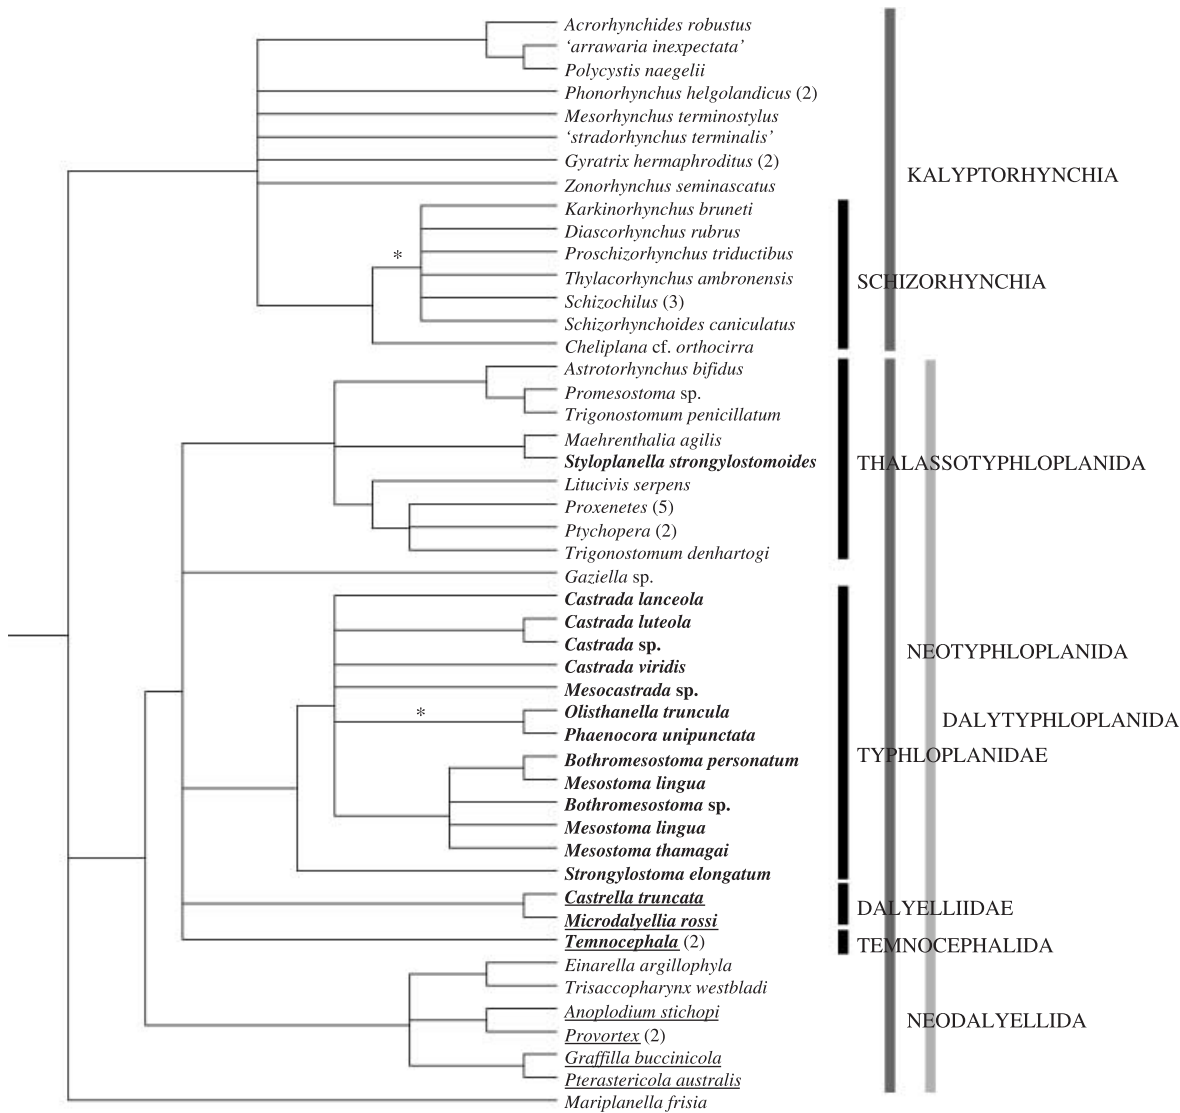 Acrorhynchides robustus
‘arrawaria inexpectata’
Polycystis naegelii
Phonorhynchus helgolandicus (2)
Mesorhynchus terminostylus
‘stradorhynchus terminalis’
Gyratrix hermaphroditus (2)
KALYPTORHYNCHIA
Zonorhynchus seminascatus
Karkinorhynchus bruneti
Diascorhynchus rubrus
*
Proschizorhynchus triductibus
Thylacorhynchus ambronensis
SCHIZORHYNCHIA
Schizochilus (3)
Schizorhynchoides caniculatus
Cheliplana cf. orthocirra
Astrotorhynchus bifidus
Promesostoma sp.
Trigonostomum penicillatum
Maehrenthalia agilis
Styloplanella strongylostomoides
THALASSOTYPHLOPLANIDA
Litucivis serpens
Proxenetes (5)
Ptychopera (2)
Trigonostomum denhartogi
Gaziella sp.
Castrada lanceola
Castrada luteola
Castrada sp.
NEOTYPHLOPLANIDA
Castrada viridis
Mesocastrada sp.
*
Olisthanella truncula
DALYTYPHLOPLANIDA
Phaenocora unipunctata
TYPHLOPLANIDAE
Bothromesostoma personatum
Mesostoma lingua
Bothromesostoma sp.
Mesostoma lingua
Mesostoma thamagai
Strongylostoma elongatum
Castrella truncata
DALYELLIIDAE
Microdalyellia rossi
Temnocephala (2)
TEMNOCEPHALIDA
Einarella argillophyla
Trisaccopharynx westbladi
Anoplodium stichopi
NEODALYELLIDA
Provortex (2)
Graffilla buccinicola
Pterastericola australis
Mariplanella frisia